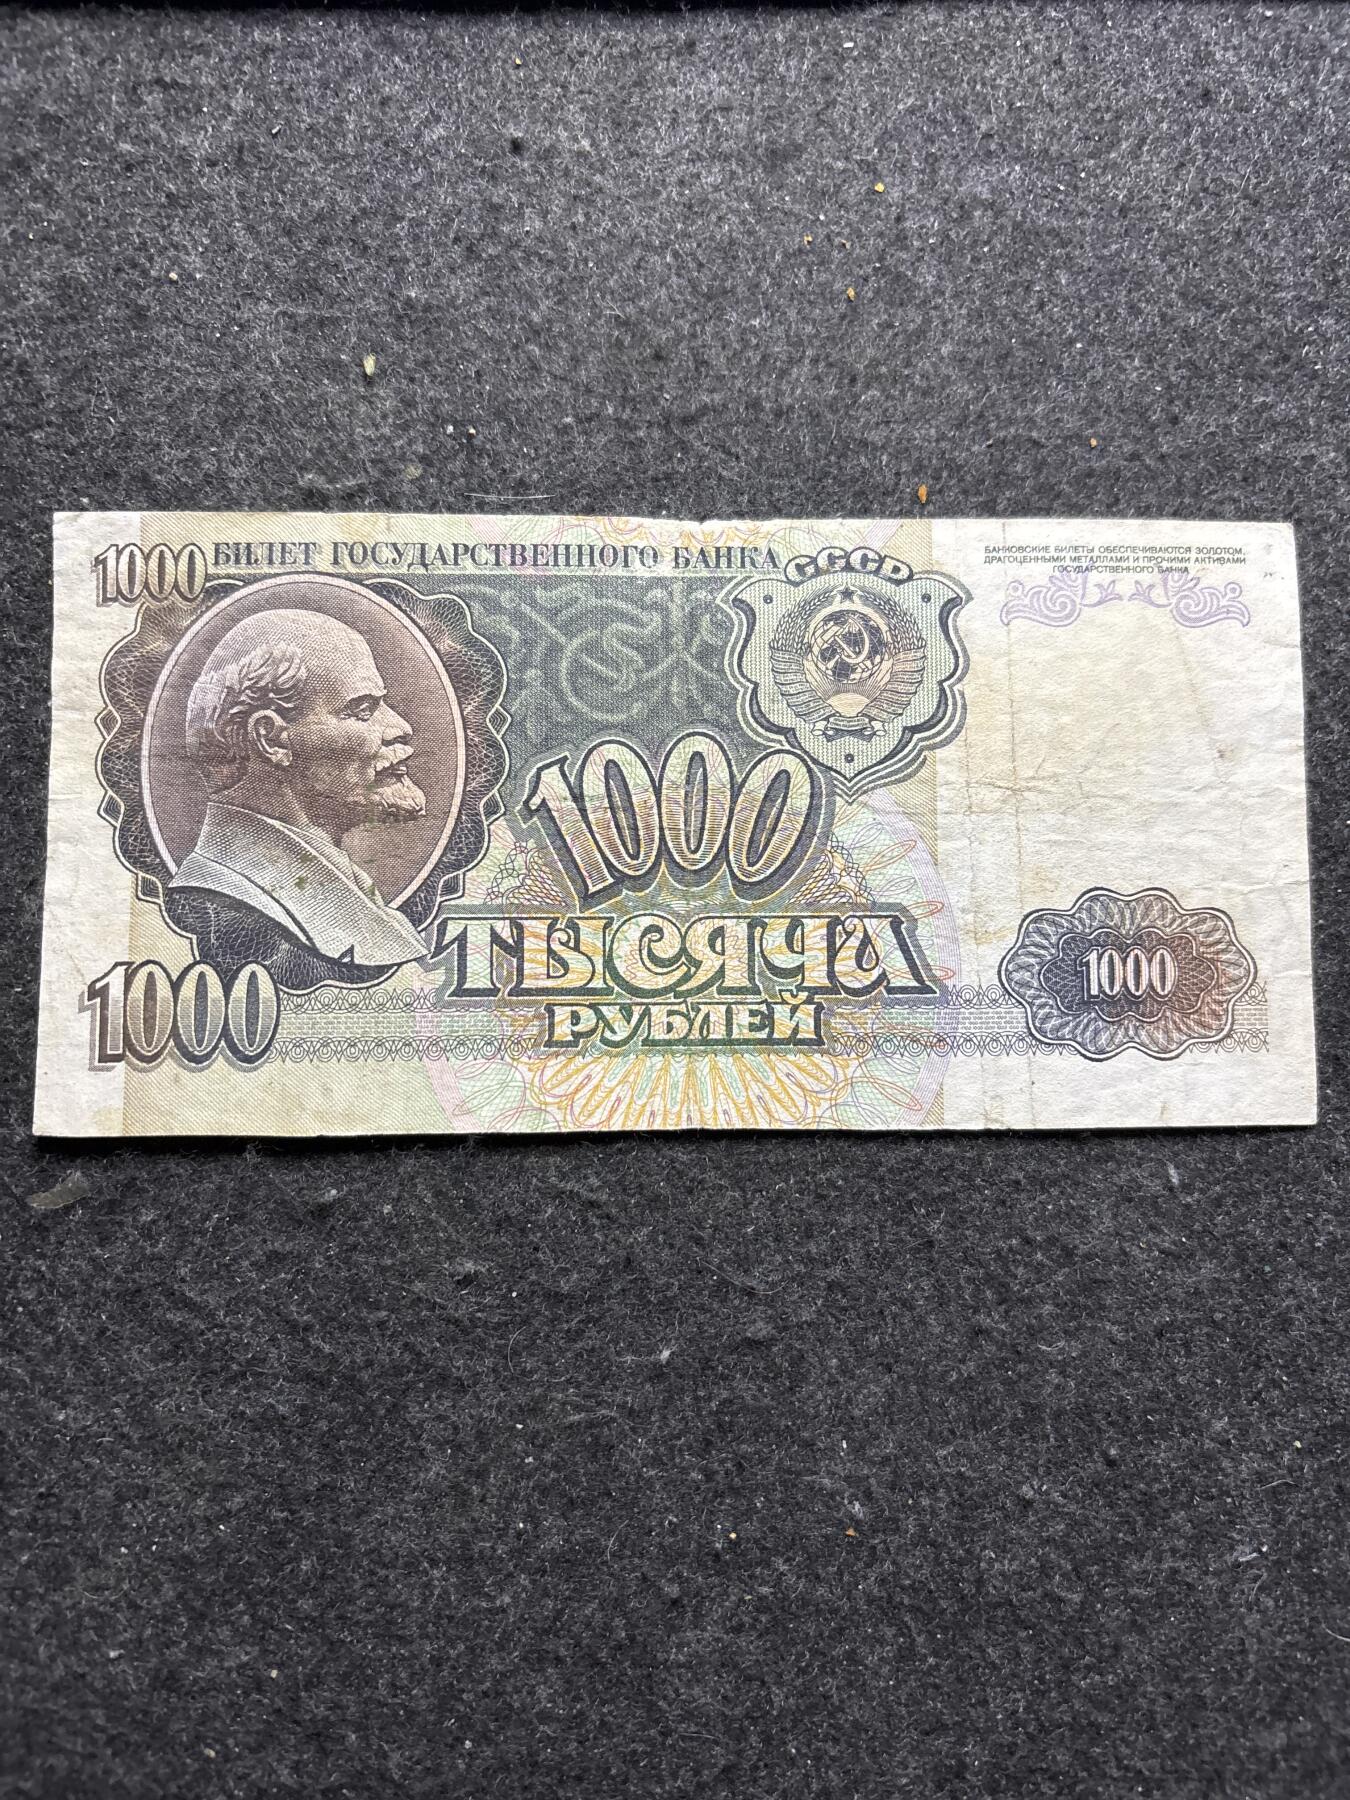 1000 БИЛЕТ ГОСУДАРСТВЕННОГО БАНКА СССР
БАНКОВСКИЕ БИЛЕТЫ ОБЕСПЕЧИВАЮТСЯ ЗОЛОТОМ,
ДРАГОЦЕННЫМИ МЕТАЛЛАМИ И ПРОЧИМИ АКТИВАМИ
ГОСУДАРСТВЕННОГО БАНКА
1000
ТЫСЯЧА
РУБЛЕЙ
1000
1000